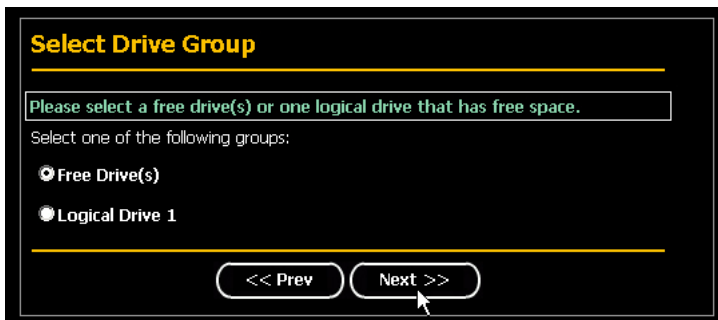 Select Drive Group
Please select a free drive(s) or one logical drive that has free space.
Select one of the following groups:
Free Drive(s)
Logical Drive 1
<< Prev
Next >>